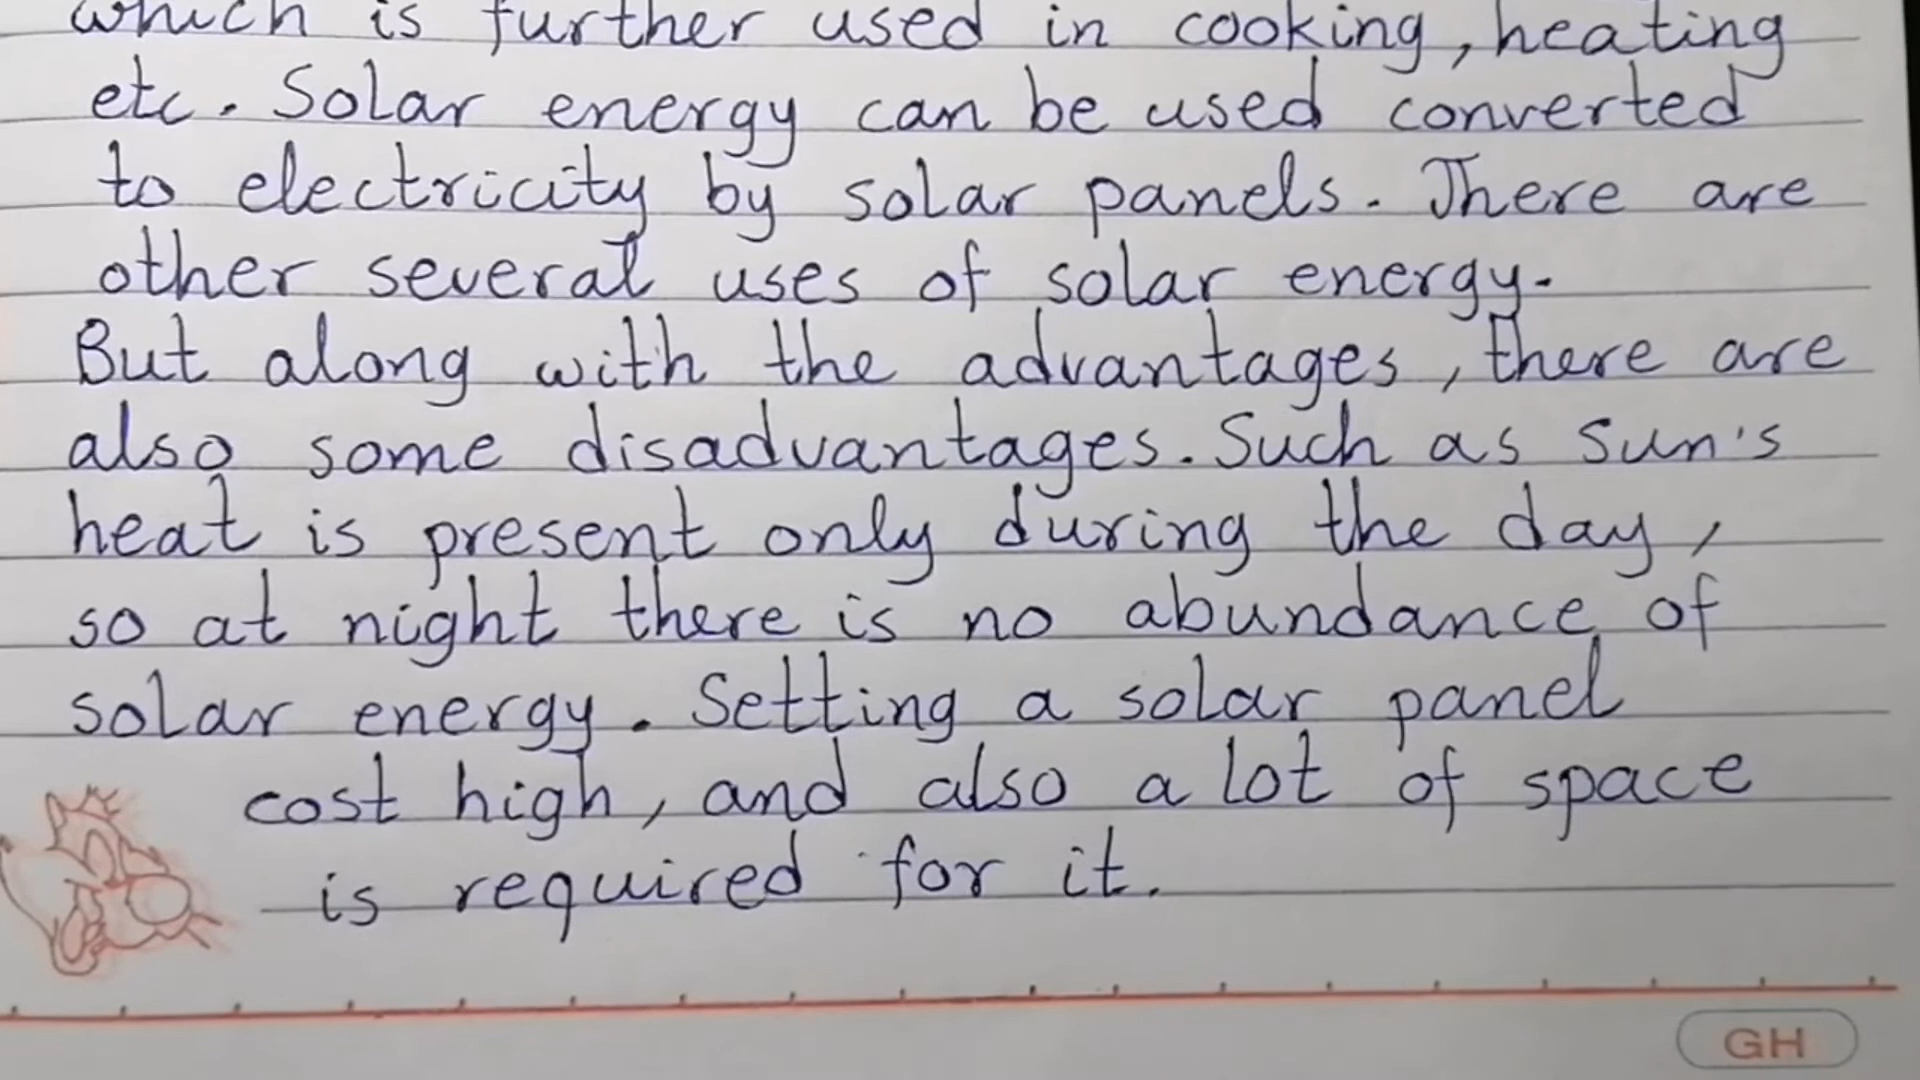 which is further used in cooking, heating
etc. Solar energy can be used converted
to electricity by solar panels. There are
other several uses of solar energy.
But along with the advantages, there are
also some disadvantages. Such as Sun's
heat is present only during the day,
so at night there is no abundance of
solar energy. Setting a solar panel
cost high, and also a lot of space
is required for it.
GH